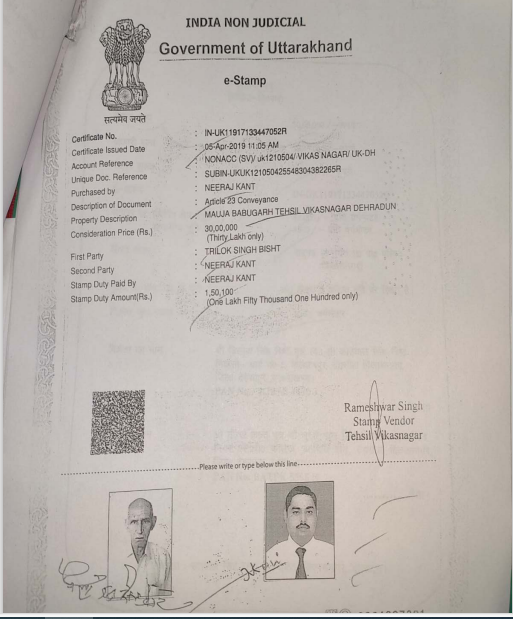 INDIA NON JUDICIAL
Government of Uttarakhand
e-Stamp
सत्यमेव जयते
Certificate No. : IN-UK11917133447052R
Certificate Issued Date : 05-Apr-2019 11:05 AM
Account Reference : NONACC (SV)/ uk1210504/ VIKAS NAGAR/ UK-DH
Unique Doc. Reference : SUBIN-UKUK121050425548304382265R
Purchased by : NEERAJ KANT
Description of Document : Article 23 Conveyance
Property Description : MAUJA BABUGARH TEHSIL VIKASNAGAR DEHRADUN
Consideration Price (Rs.) : 30,00,000
(Thirty Lakh only)
First Party : TRILOK SINGH BISHT
Second Party : NEERAJ KANT
Stamp Duty Paid By : NEERAJ KANT
Stamp Duty Amount(Rs.) : 1,50,100
(One Lakh Fifty Thousand One Hundred only)
Rameshwar Singh
Stamp Vendor
Tehsil Vikasnagar
Please write or type below this line